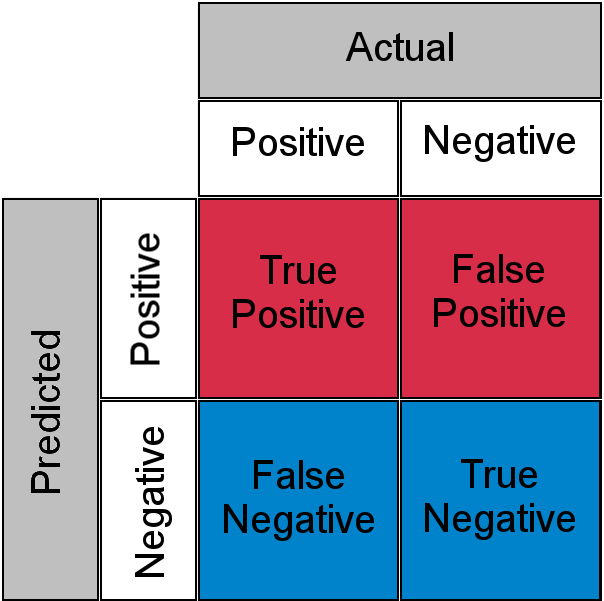 Actual
Positive
Negative
Predicted
Positive
True
Positive
False
Positive
Negative
False
Negative
True
Negative